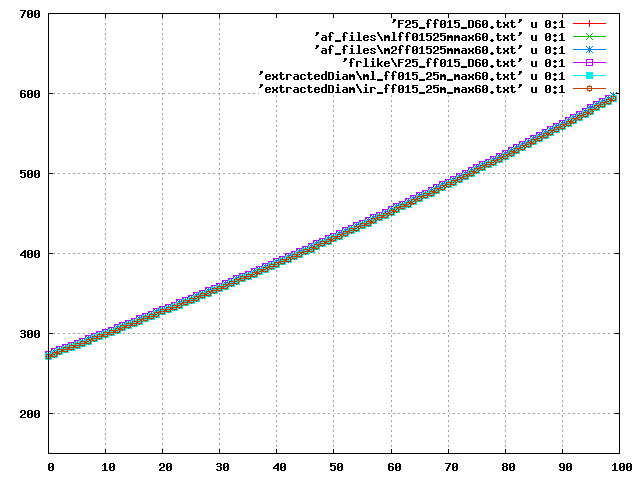 700
600
500
400
300
200
0 10 20 30 40 50 60 70 80 90 100
'F25_ff015_D60.txt' u 0:1
'af_files\mlff01525mmax60.txt' u 0:1
'af_files\m2ff01525mmax60.txt' u 0:1
'frlike\F25_ff015_D60.txt' u 0:1
'extractedDiam\ml_ff015_25m_max60.txt' u 0:1
'extractedDiam\ir_ff015_25m_max60.txt' u 0:1